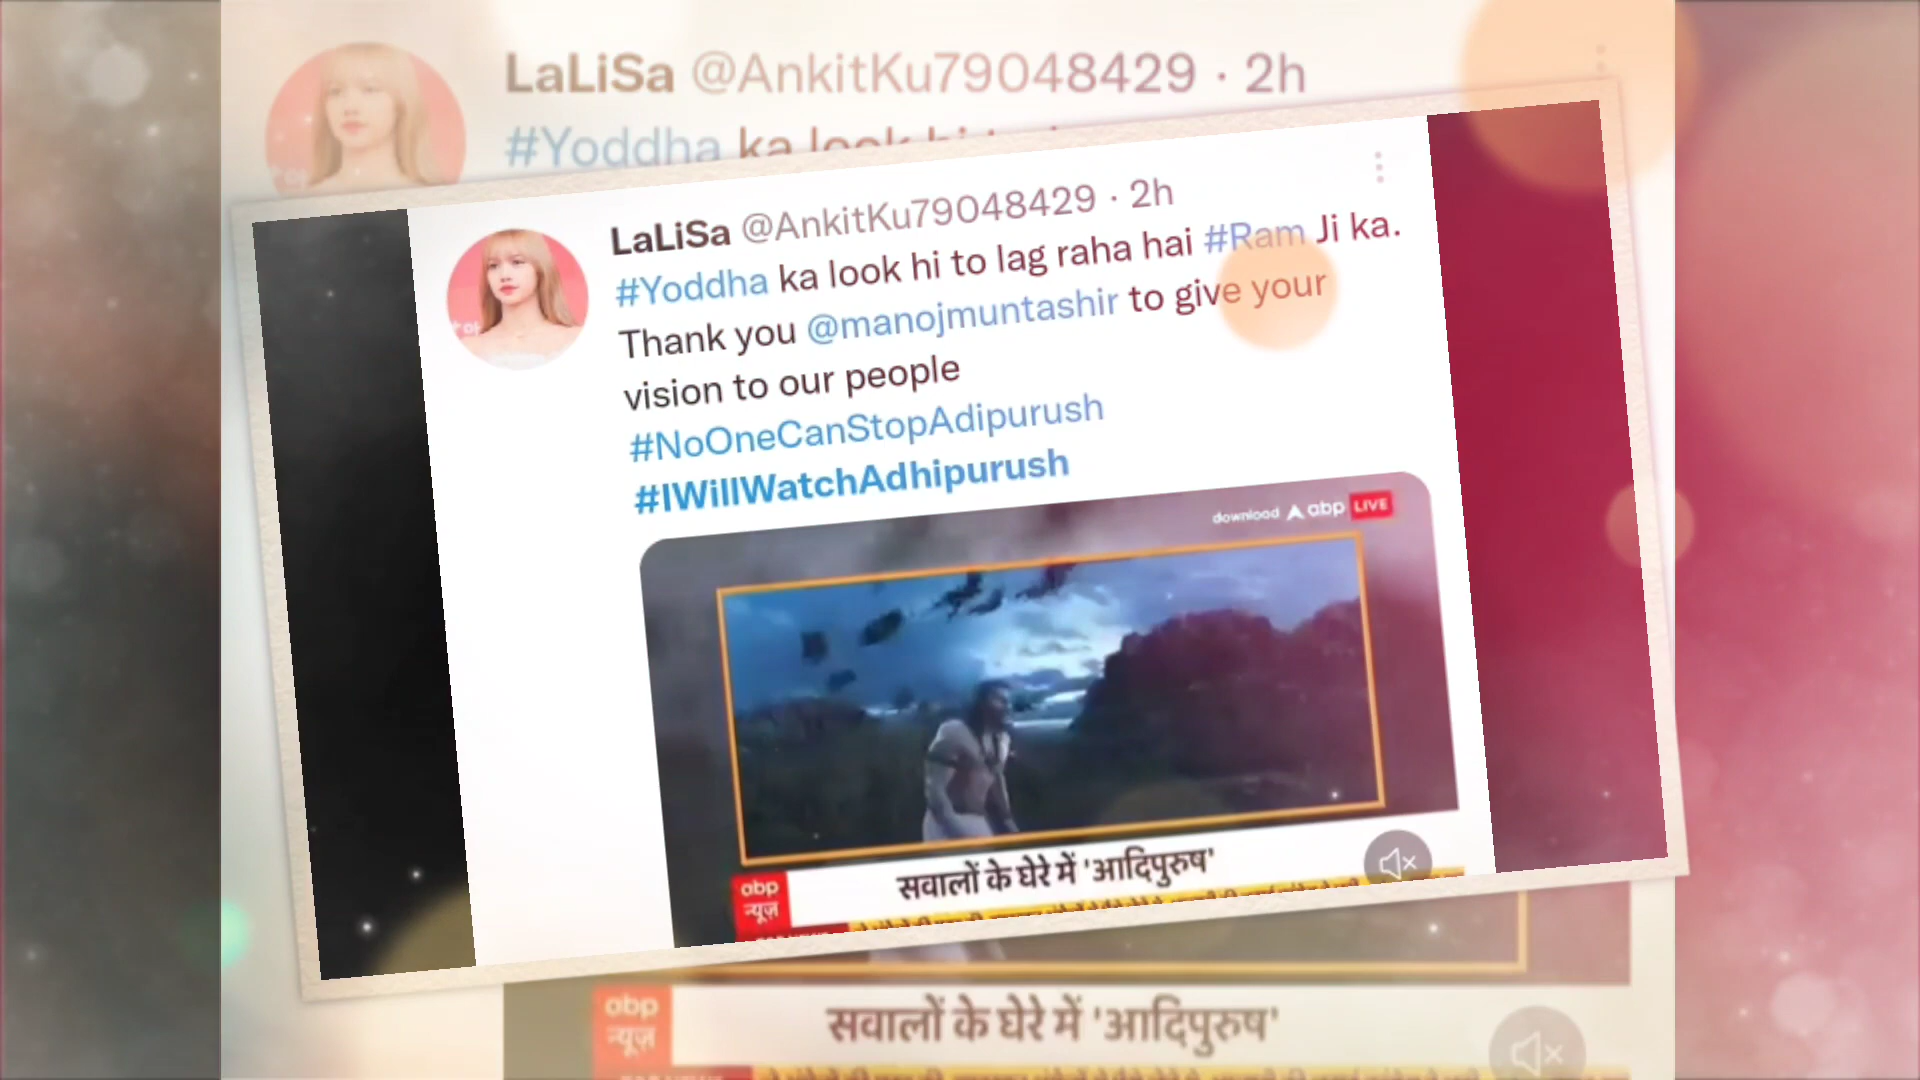 LaLiSa @AnkitKu79048429 · 2h
LaLiSa @AnkitKu79048429 · 2h
#Yoddha ka look hi to lag raha hai #Ram Ji ka.
Thank you @manojmuntashir to give your
vision to our people
#NoOneCanStopAdipurush
#IWillWatchAdhipurush
download abp LIVE
abp न्यूज़
सवालों के घेरे में 'आदिपुरुष'
abp न्यूज़
सवालों के घेरे में 'आदिपुरुष'